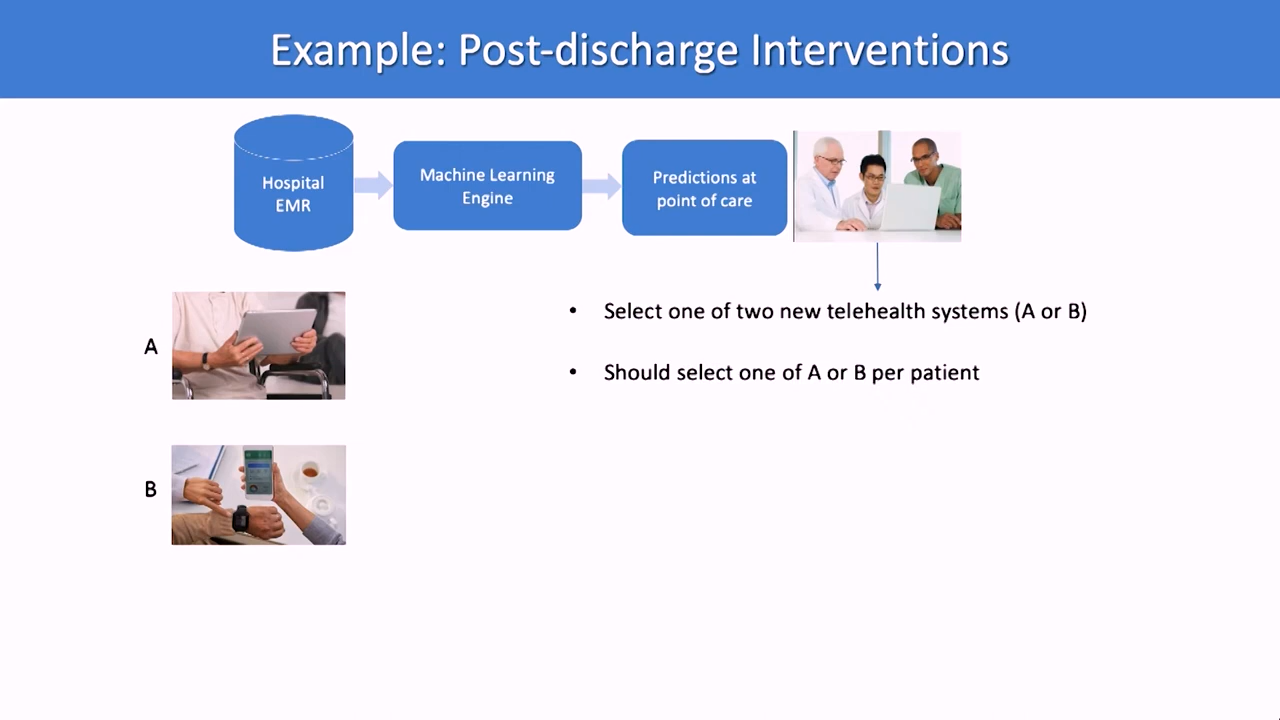 Example: Post-discharge Interventions
Hospital
EMR
Machine Learning
Engine
Predictions at
point of care
• Select one of two new telehealth systems (A or B)
• Should select one of A or B per patient
A
B